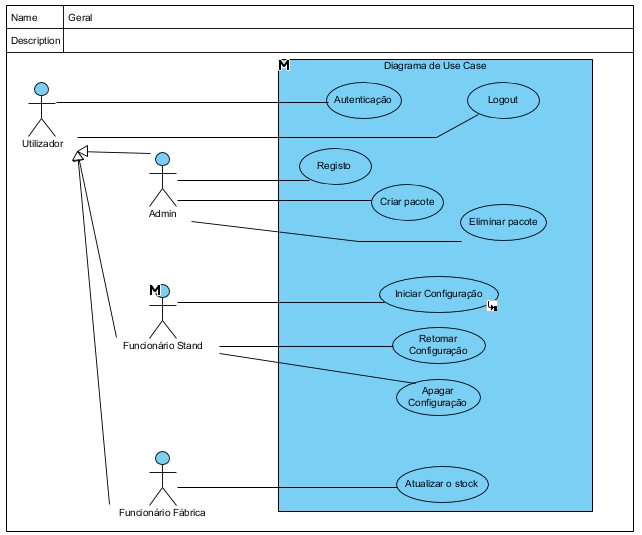 Name
Geral
Description
M
Diagrama de Use Case
Autenticação
Logout
Utilizador
Registo
Admin
Criar pacote
Eliminar pacote
M
Iniciar Configuração
Funcionário Stand
Retomar
Configuração
Apagar
Configuração
Atualizar o stock
Funcionário Fábrica